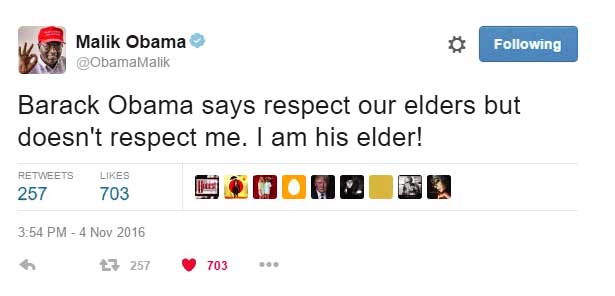 Malik Obama
@ObamaMalik
Following
Barack Obama says respect our elders but
doesn't respect me. I am his elder!
RETWEETS LIKES
257 703
3:54 PM - 4 Nov 2016
257 703